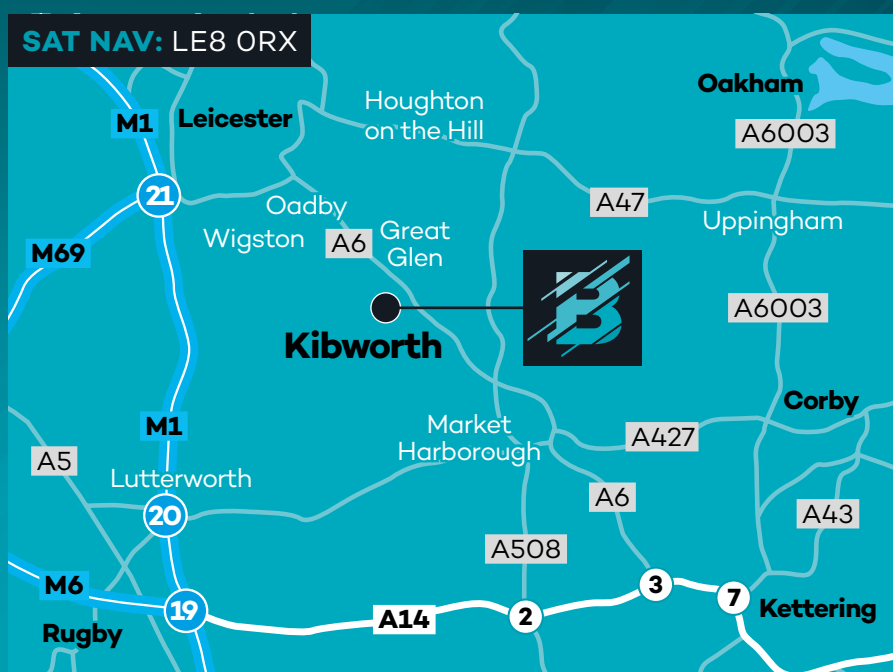 SAT NAV: LE8 0RX
Oakham
Houghton
on the Hill
M1
Leicester
A6003
21
A47
Oadby
Wigston
A6
Great
Glen
Uppingham
M69
B
A6003
Kibworth
Corby
M1
Market
Harborough
A427
A5
Lutterworth
A6
20
A43
A508
M6
3
19
7
Kettering
A14
2
Rugby